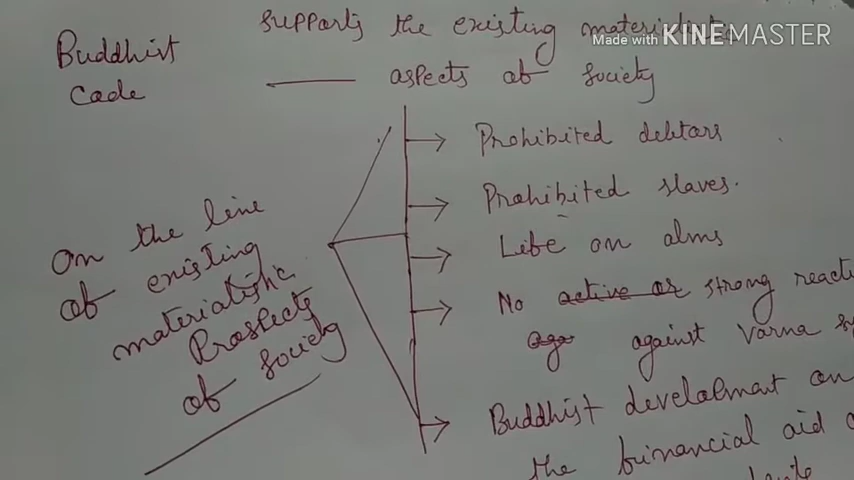 Buddhist
Code
supports the existing
Made with KINEMASTER
aspects of society
Prohibited debtors
Prohibited slaves.
Life on alms
No active or strong reacti
against Varna sy
Buddhist development on
the financial aid
On the line
of existing
materialistic
Prospects
of society